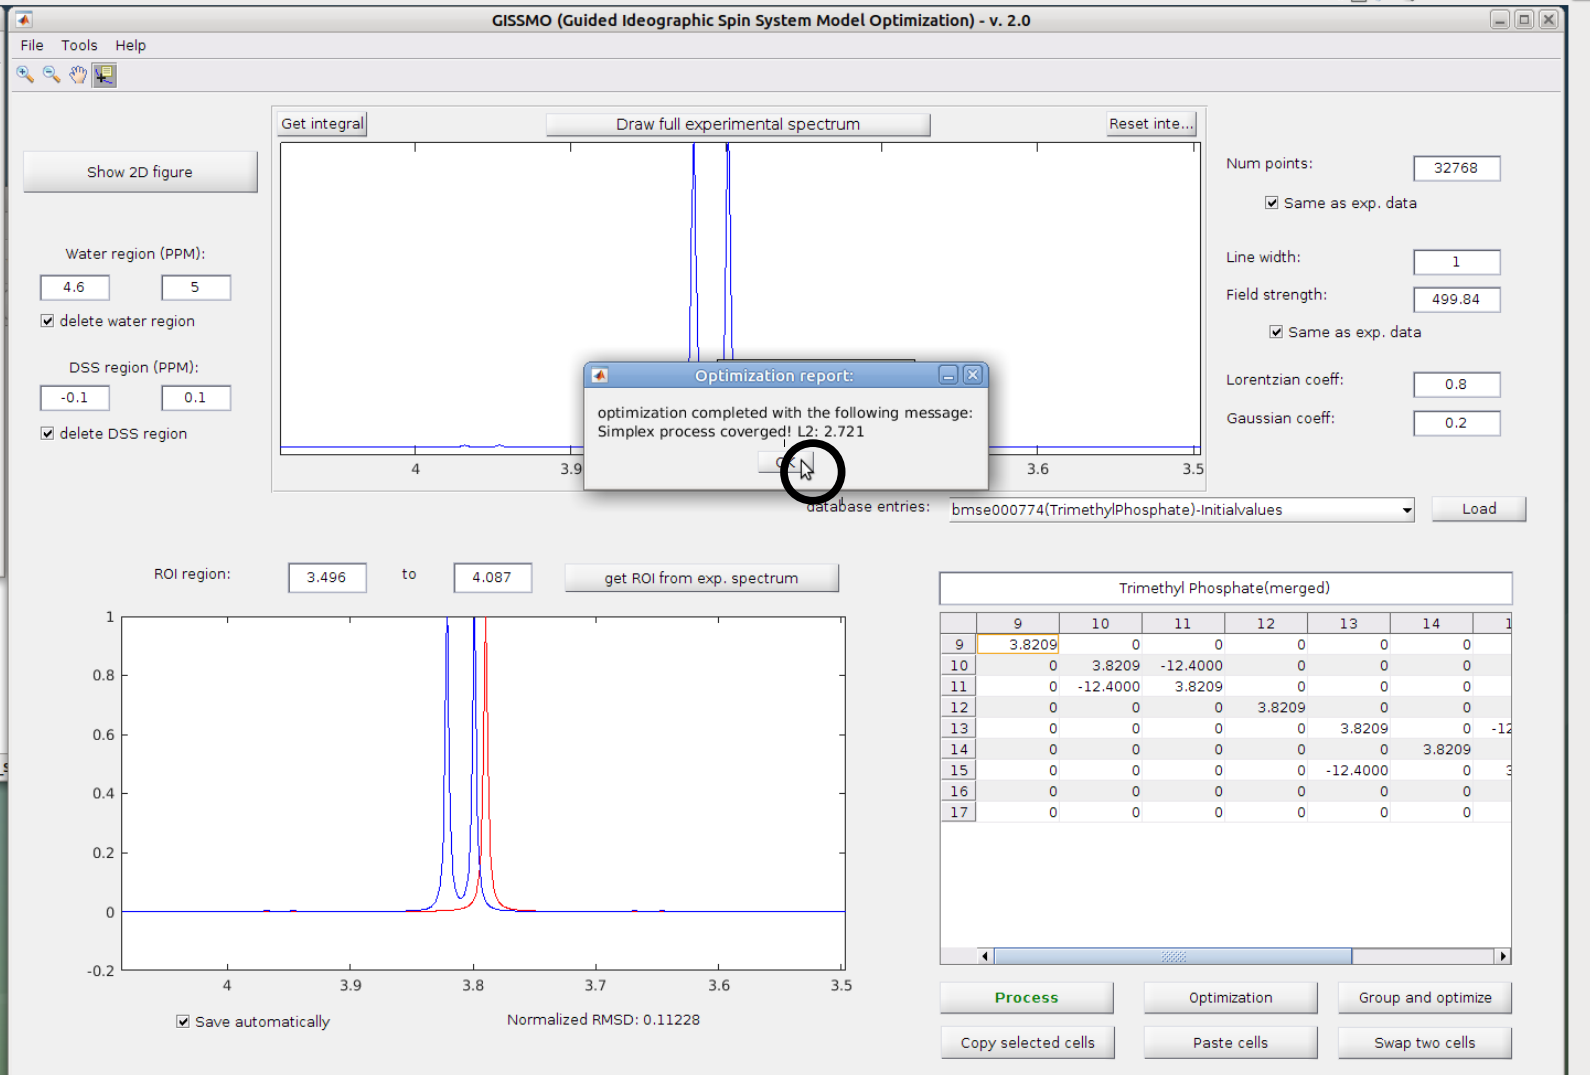 GISSMO (Guided Ideographic Spin System Model Optimization) - v. 2.0
File Tools Help
Get integral
Draw full experimental spectrum
Reset inte...
Show 2D figure
Water region (PPM):
4.6 5
delete water region
DSS region (PPM):
-0.1 0.1
delete DSS region
4 3.9 3.6 3.5
Num points: 32768
Same as exp. data
Line width: 1
Field strength: 499.84
Same as exp. data
Lorentzian coeff: 0.8
Gaussian coeff: 0.2
Optimization report:
optimization completed with the following message:
Simplex process coverged! L2: 2.721
database entries: bmse000774(TrimethylPhosphate)-Initialvalues Load
ROI region: 3.496 to 4.087 get ROI from exp. spectrum
1
0.8
0.6
0.4
0.2
0
-0.2
4 3.9 3.8 3.7 3.6 3.5
Save automatically
Normalized RMSD: 0.11228
Trimethyl Phosphate(merged)
9 10 11 12 13 14
9 3.8209 0 0 0 0 0
10 0 3.8209 -12.4000 0 0 0
11 0 -12.4000 3.8209 0 0 0
12 0 0 0 3.8209 0 0
13 0 0 0 0 3.8209 0 -12
14 0 0 0 0 0 3.8209
15 0 0 0 0 -12.4000 0
16 0 0 0 0 0 0
17 0 0 0 0 0 0
Process Optimization Group and optimize
Copy selected cells Paste cells Swap two cells